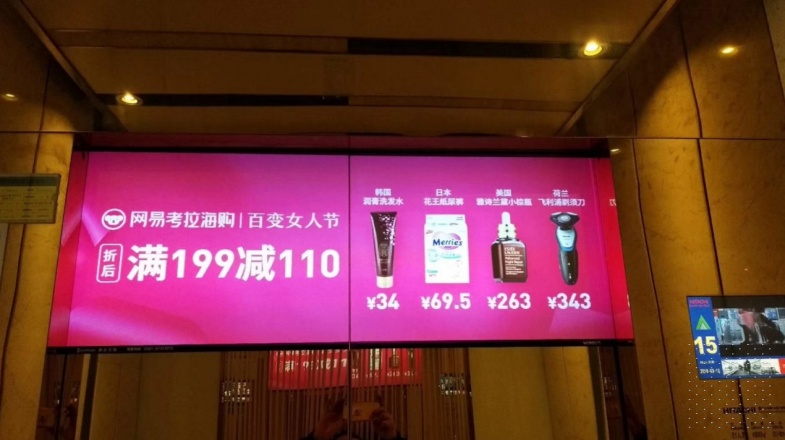 网易考拉海购|百变女人节
折后 满199减110
韩国
润膏洗发水
¥34
日本
花王纸尿裤
Merries
¥69.5
美国
雅诗兰黛小棕瓶
¥263
荷兰
飞利浦剃须刀
¥343
15
HITACHI